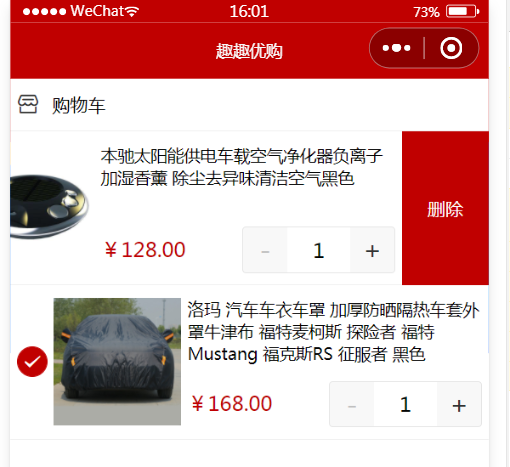 WeChat 16:01 73%
趣趣优购
购物车
本驰太阳能供电车载空气净化器负离子
加湿香薰 除尘去异味清洁空气黑色
¥128.00 - 1 +
删除
洛玛 汽车车衣车罩 加厚防晒隔热车套外
罩牛津布 福特麦柯斯 探险者 福特
Mustang 福克斯RS 征服者 黑色
¥168.00 - 1 +